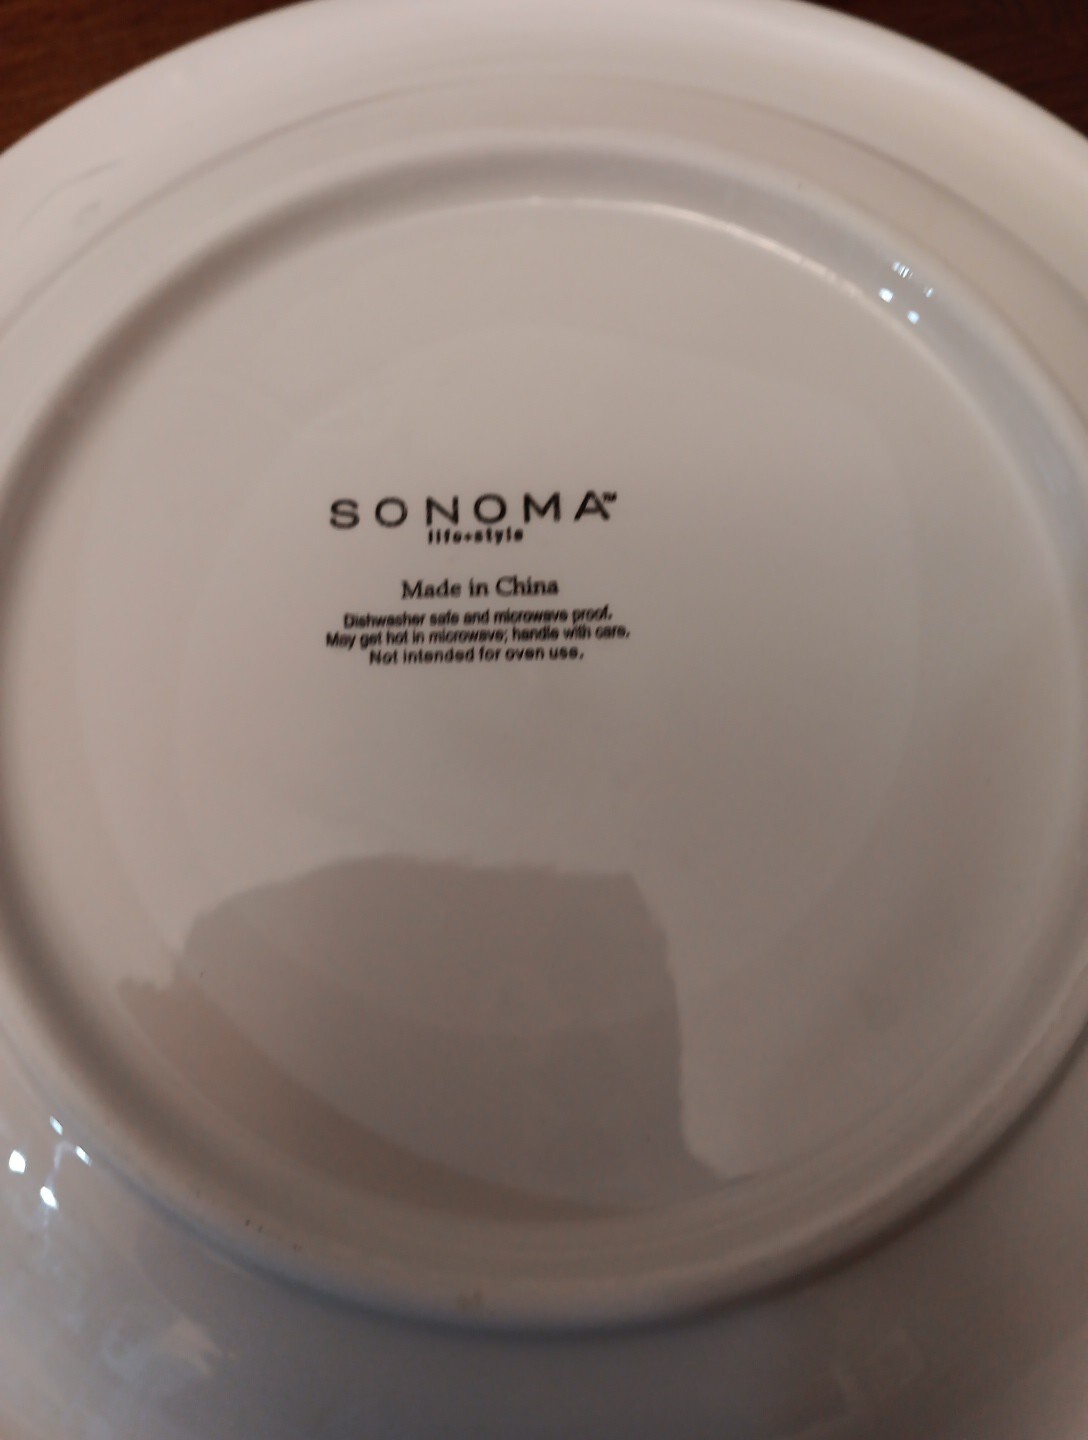 SONOMA™
life+style
Made in China
Dishwasher safe and microwave proof.
May get hot in microwave; handle with care.
Not intended for oven use.